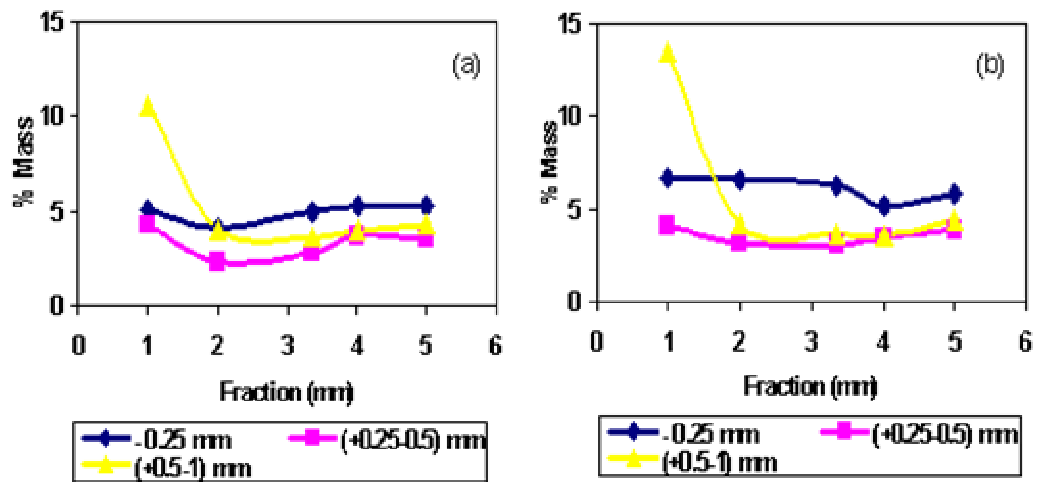 15
10
5
0
% Mass
(a)
0 1 2 3 4 5 6
Fraction (mm)
-0.25 mm
(+0.25-0.5) mm
(+0.5-1) mm
15
10
5
0
% Mass
(b)
0 1 2 3 4 5 6
Fraction (mm)
-0.25 mm
(+0.25-0.5) mm
(+0.5-1) mm